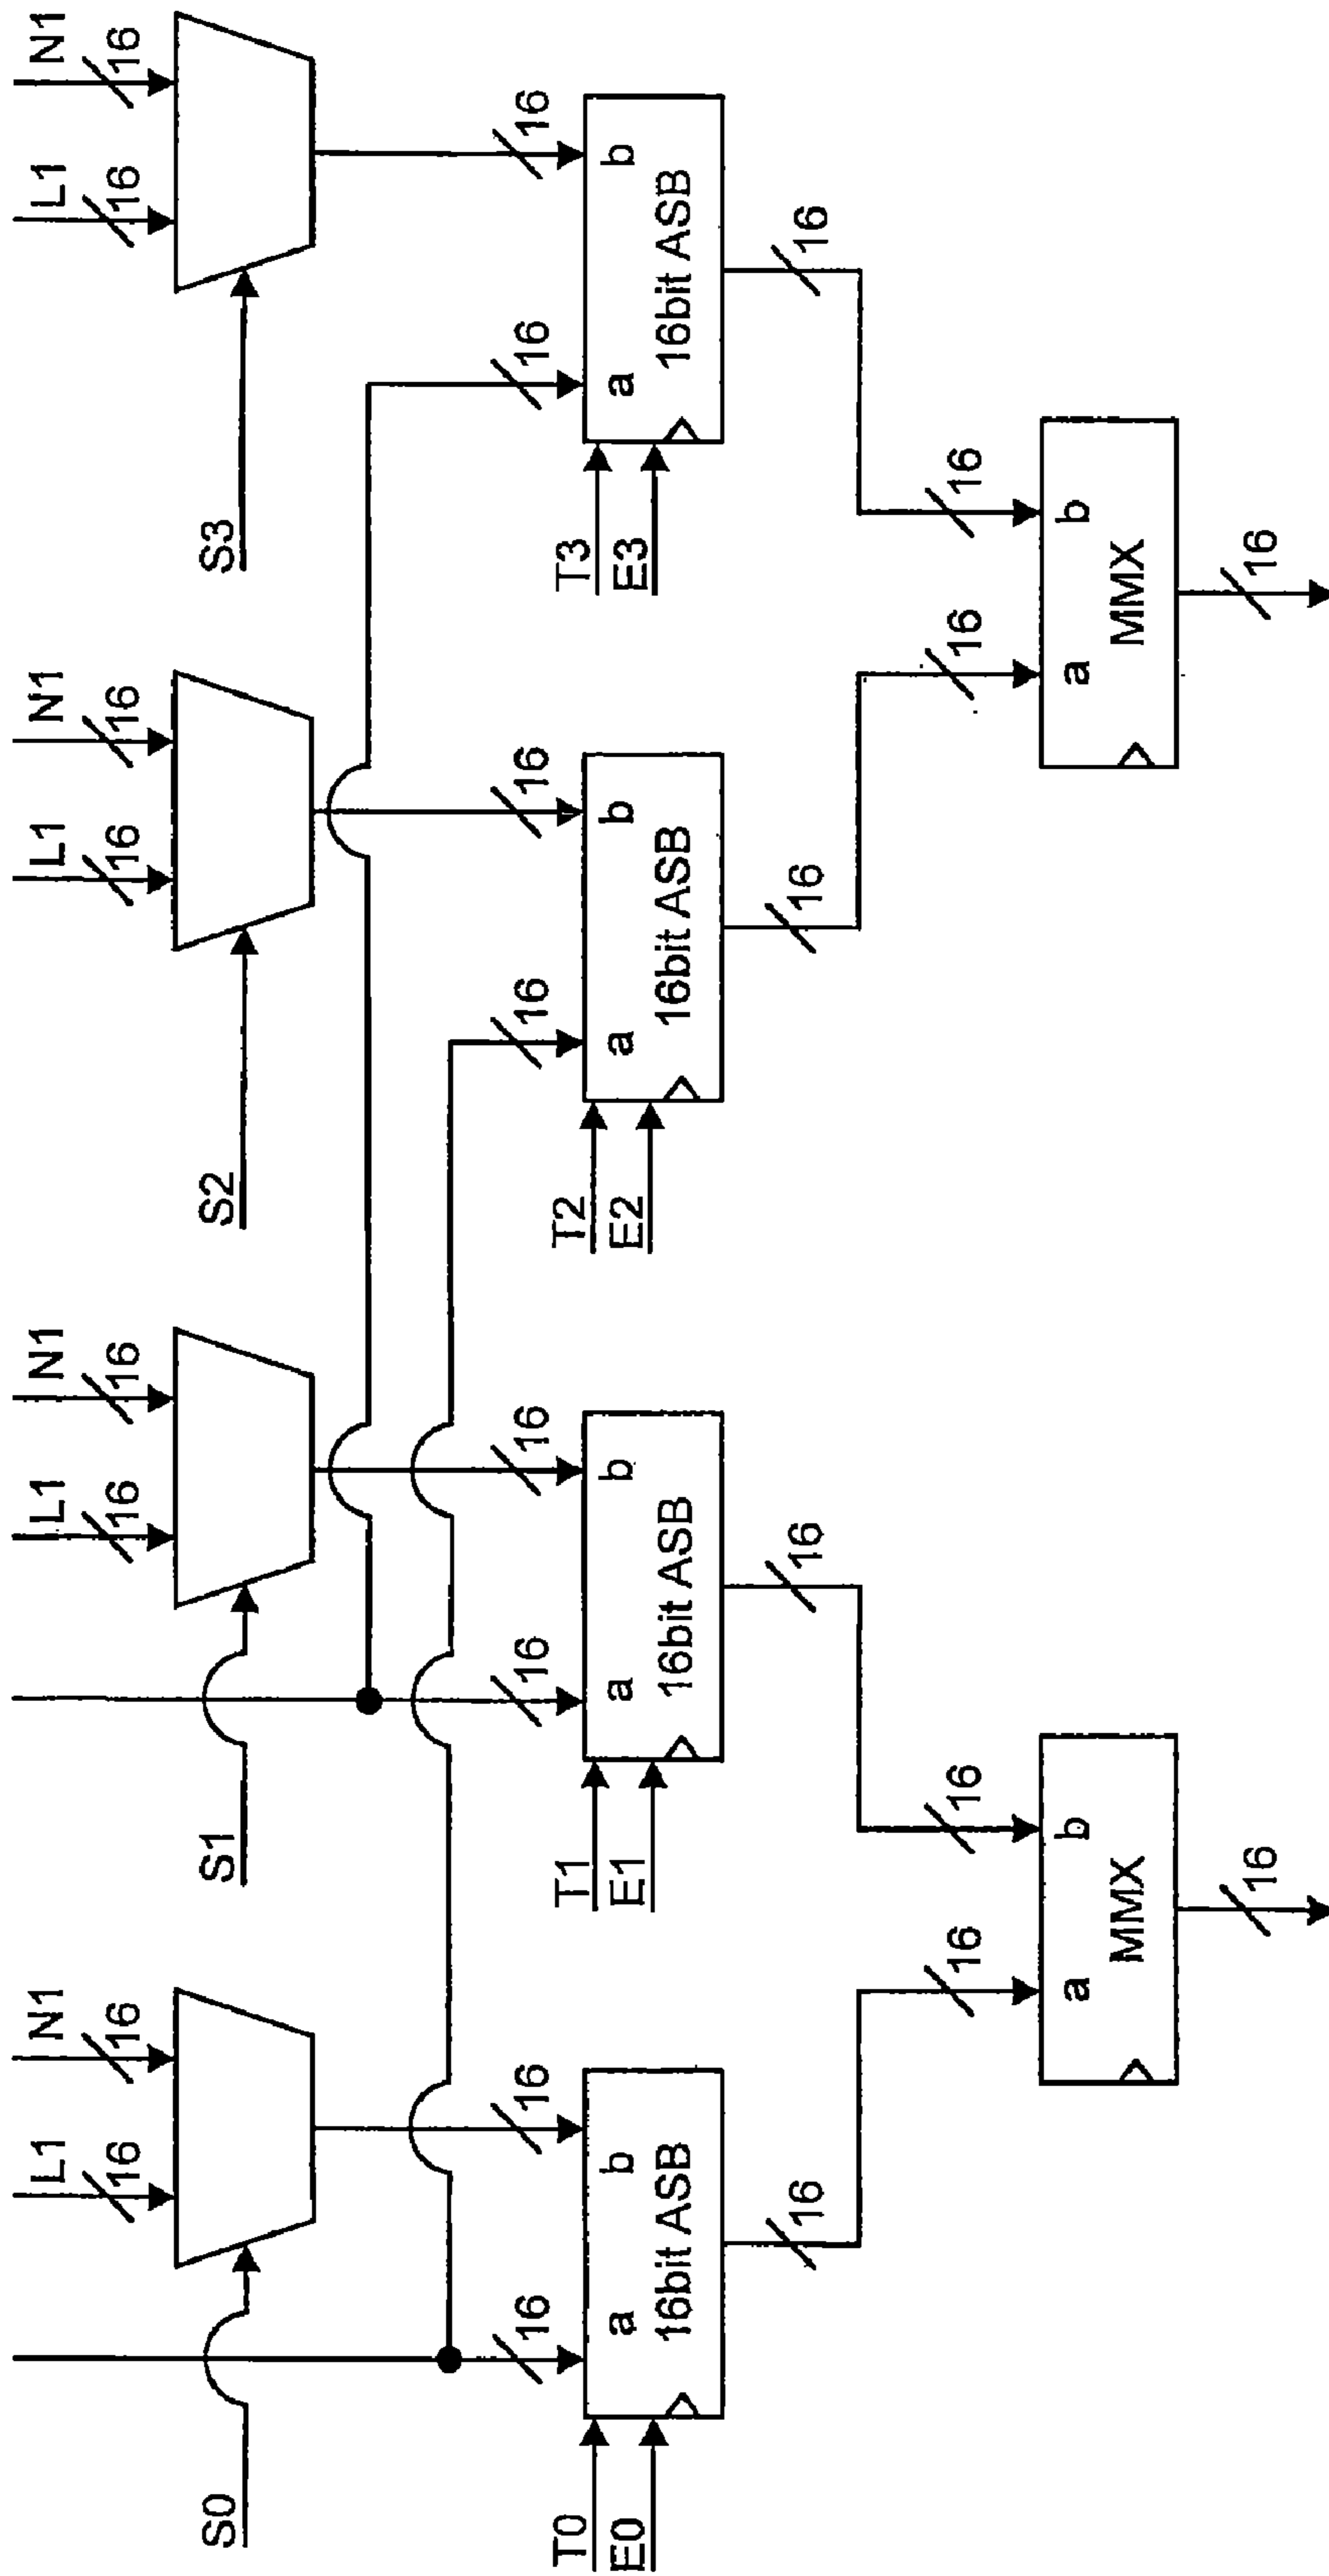 L1 N1 L1 N1 L1 N1 L1 N1
16 16 16 16 16 16 16 16
S0 S1 S2 S3
16 16 16 16 16 16 16 16
T0 T1 T2 T3
a b a b a b a b
E0 E1 E2 E3
16bit ASB 16bit ASB 16bit ASB 16bit ASB
16 16 16 16
16 16 16 16
a b a b
MMX MMX
16 16